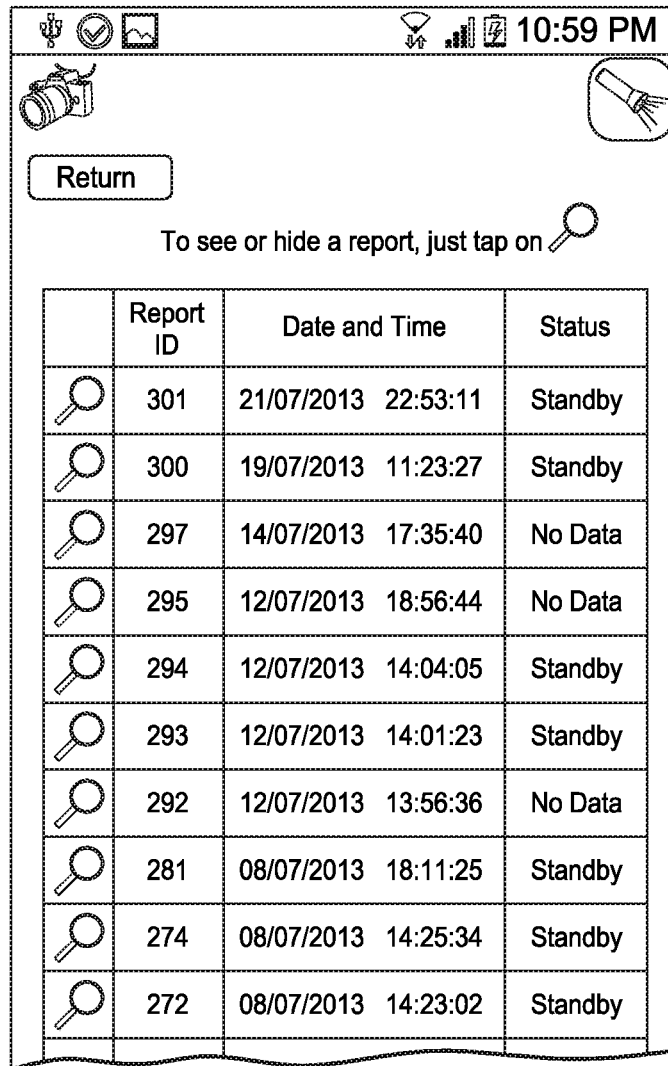 10:59 PM
Return
To see or hide a report, just tap on
Report ID Date and Time Status
301 21/07/2013 22:53:11 Standby
300 19/07/2013 11:23:27 Standby
297 14/07/2013 17:35:40 No Data
295 12/07/2013 18:56:44 No Data
294 12/07/2013 14:04:05 Standby
293 12/07/2013 14:01:23 Standby
292 12/07/2013 13:56:36 No Data
281 08/07/2013 18:11:25 Standby
274 08/07/2013 14:25:34 Standby
272 08/07/2013 14:23:02 Standby